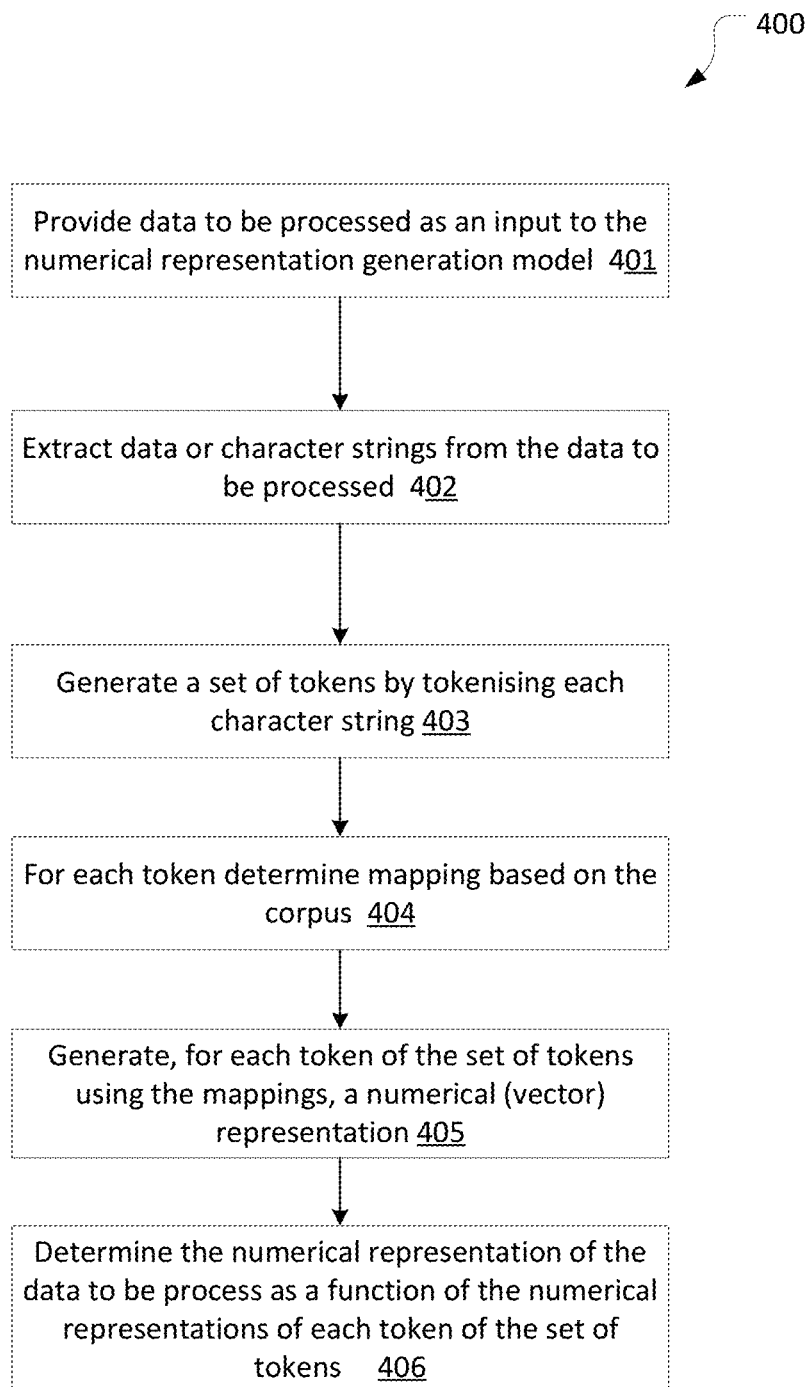 400
Provide data to be processed as an input to the
numerical representation generation model 401
Extract data or character strings from the data to
be processed 402
Generate a set of tokens by tokenising each
character string 403
For each token determine mapping based on the
corpus 404
Generate, for each token of the set of tokens
using the mappings, a numerical (vector)
representation 405
Determine the numerical representation of the
data to be process as a function of the numerical
representations of each token of the set of
tokens 406